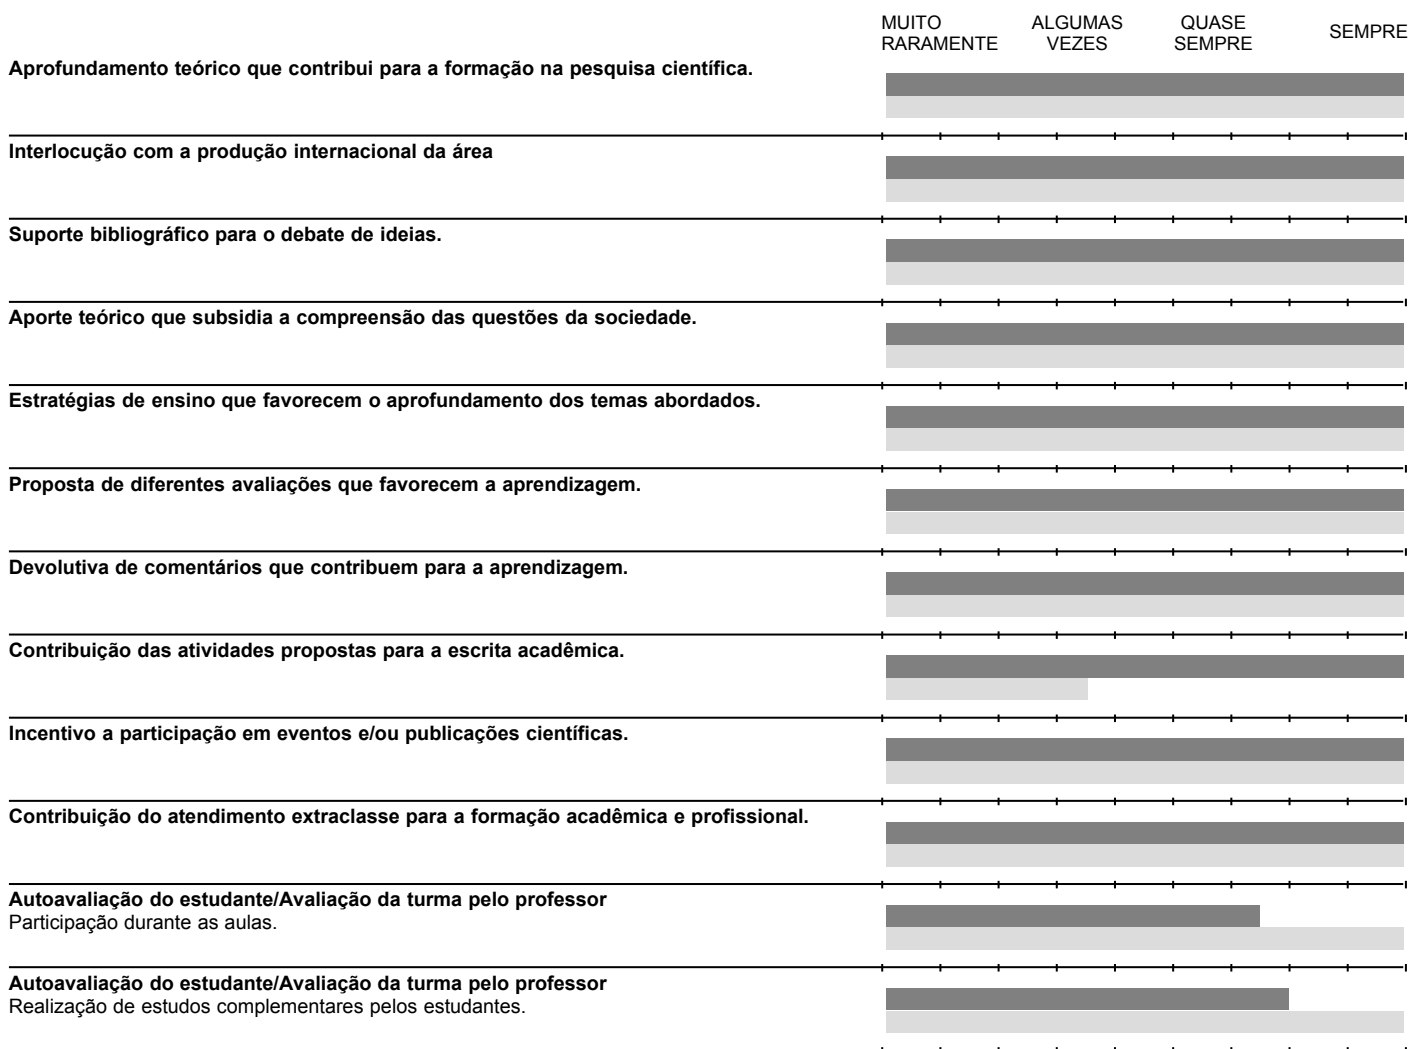 MUITO RARAMENTE
ALGUMAS VEZES
QUASE SEMPRE
SEMPRE
Aprofundamento teórico que contribui para a formação na pesquisa científica.
Interlocução com a produção internacional da área
Suporte bibliográfico para o debate de ideias.
Aporte teórico que subsidia a compreensão das questões da sociedade.
Estratégias de ensino que favorecem o aprofundamento dos temas abordados.
Proposta de diferentes avaliações que favorecem a aprendizagem.
Devolutiva de comentários que contribuem para a aprendizagem.
Contribuição das atividades propostas para a escrita acadêmica.
Incentivo a participação em eventos e/ou publicações científicas.
Contribuição do atendimento extraclasse para a formação acadêmica e profissional.
Autoavaliação do estudante/Avaliação da turma pelo professor
Participação durante as aulas.
Autoavaliação do estudante/Avaliação da turma pelo professor
Realização de estudos complementares pelos estudantes.